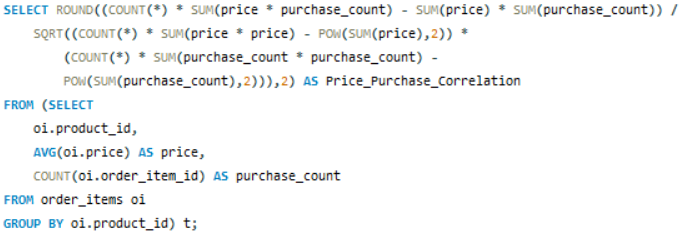 SELECT ROUND((COUNT(*) * SUM(price * purchase_count) - SUM(price) * SUM(purchase_count)) /
SQRT((COUNT(*) * SUM(price * price) - POW(SUM(price),2)) *
(COUNT(*) * SUM(purchase_count * purchase_count) -
POW(SUM(purchase_count),2))),2) AS Price_Purchase_Correlation
FROM (SELECT
oi.product_id,
AVG(oi.price) AS price,
COUNT(oi.order_item_id) AS purchase_count
FROM order_items oi
GROUP BY oi.product_id) t;